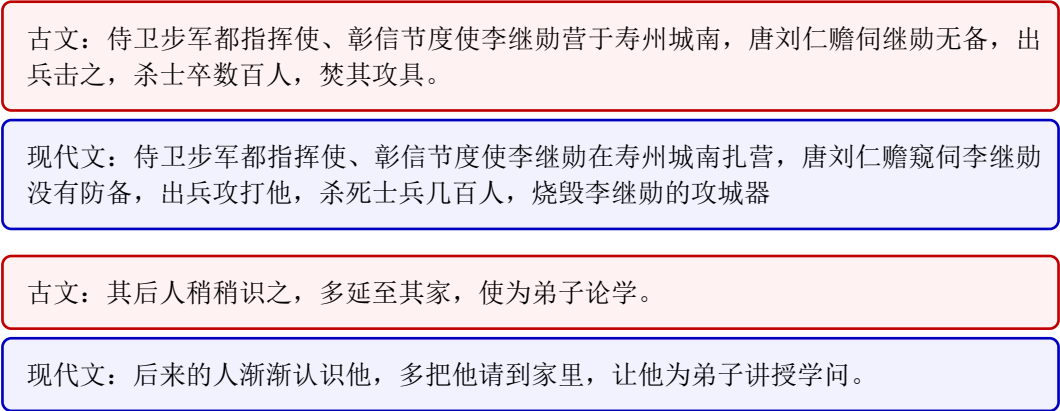 古文：侍卫步军都指挥使、彰信节度使李继勋营于寿州城南，唐刘仁赡伺继勋无备，出
兵击之，杀士卒数百人，焚其攻具。
现代文：侍卫步军都指挥使、彰信节度使李继勋在寿州城南扎营，唐刘仁赡窥伺李继勋
没有防备，出兵攻打他，杀死士兵几百人，烧毁李继勋的攻城器
古文：其后人稍稍识之，多延至其家，使为弟子论学。
现代文：后来的人渐渐认识他，多把他请到家里，让他为弟子讲授学问。